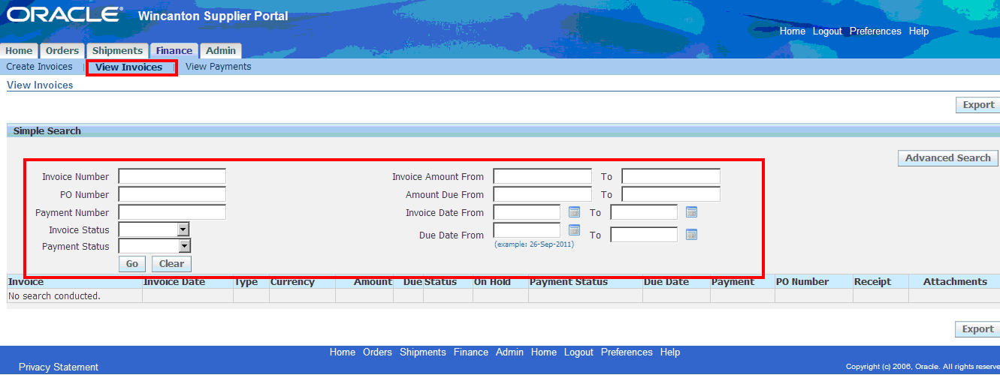 ORACLE® Wincanton Supplier Portal
Home Logout Preferences Help
Home Orders Shipments Finance Admin
Create Invoices | View Invoices | View Payments
View Invoices
Export
Simple Search
Advanced Search
Invoice Number Invoice Amount From To
PO Number Amount Due From To
Payment Number Invoice Date From To
Invoice Status Due Date From To
(example: 26-Sep-2011)
Payment Status
Go Clear
Invoice Invoice Date Type Currency Amount Due Status On Hold Payment Status Due Date Payment PO Number Receipt Attachments
No search conducted.
Export
Home Orders Shipments Finance Admin Home Logout Preferences Help
Privacy Statement Copyright (c) 2006, Oracle. All rights reserve